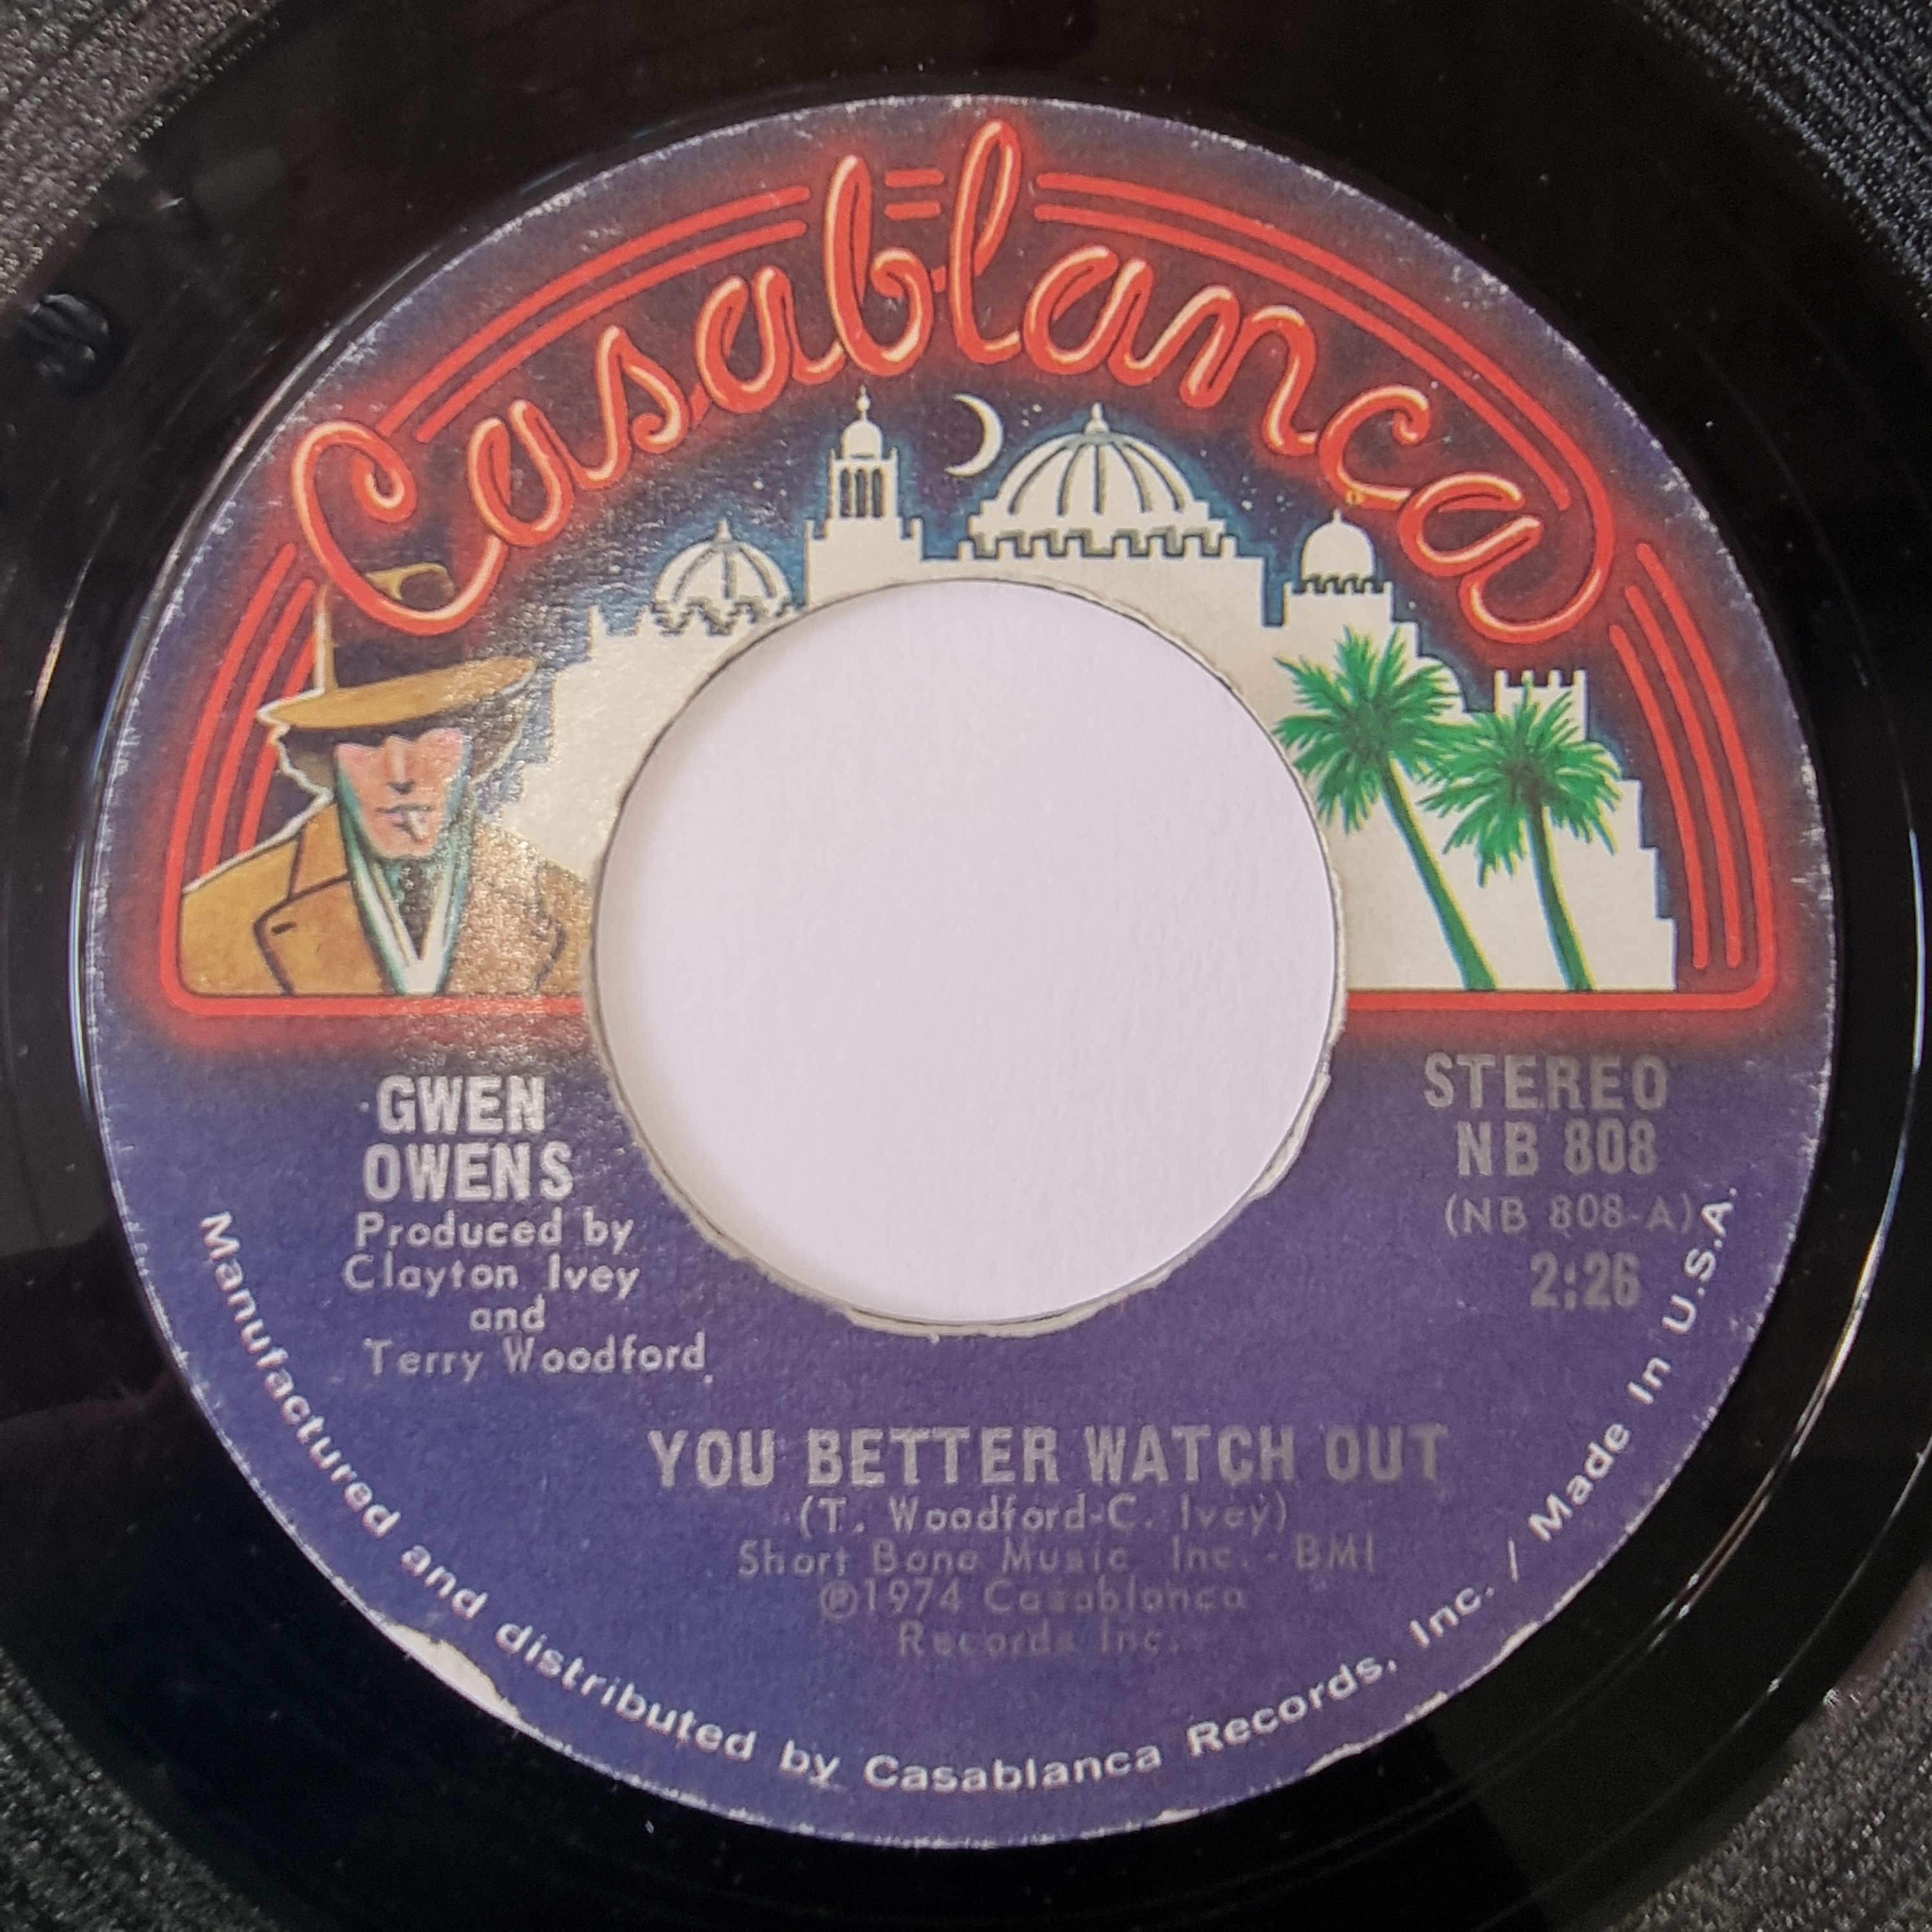 Casablanca
GWEN
OWENS
Produced by
Clayton Ivey
and
Terry Woodford
STEREO
NB 808
(NB 808-A)
2:26
YOU BETTER WATCH OUT
(T. Woodford-C. Ivey)
Short Bone Music Inc. - BMI
℗1974 Casablanca
Records Inc.
Manufactured and distributed by Casablanca Records, Inc. / Made In U.S.A.